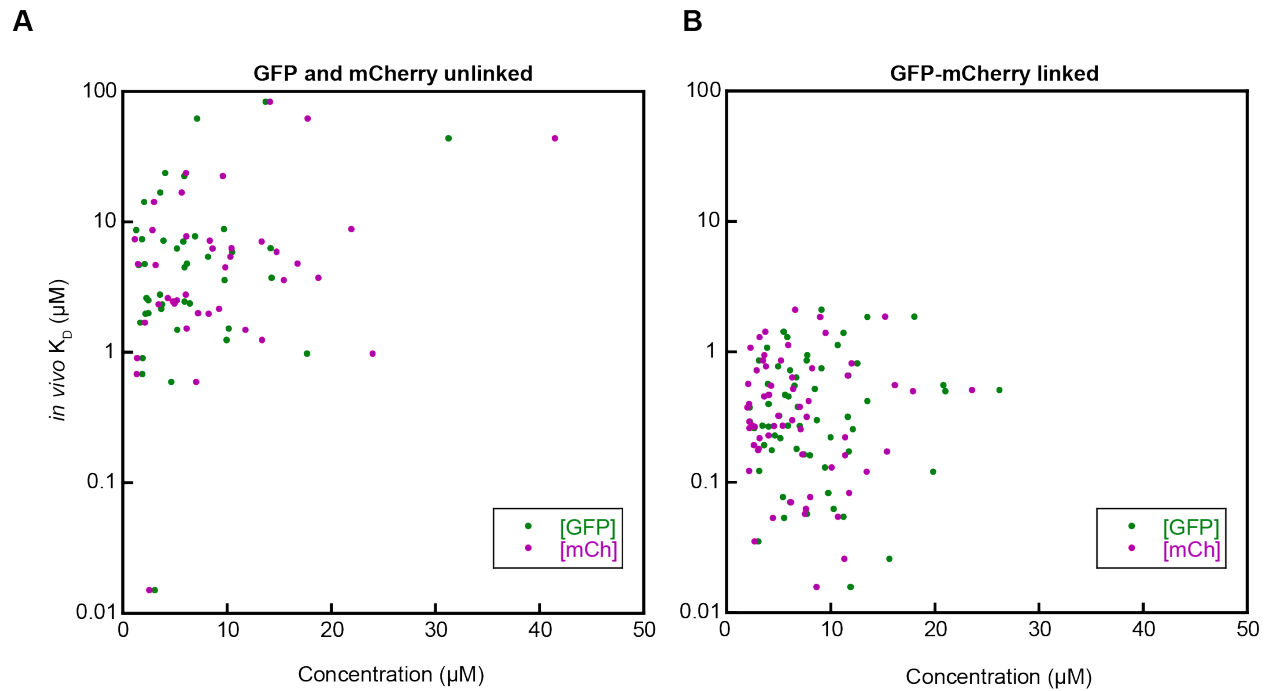 A
B
GFP and mCherry unlinked
GFP-mCherry linked
100
10
1
0.1
0.01
in vivo KD (µM)
[GFP]
[mCh]
0 10 20 30 40 50
Concentration (µM)
100
10
1
0.1
0.01
[GFP]
[mCh]
0 10 20 30 40 50
Concentration (µM)